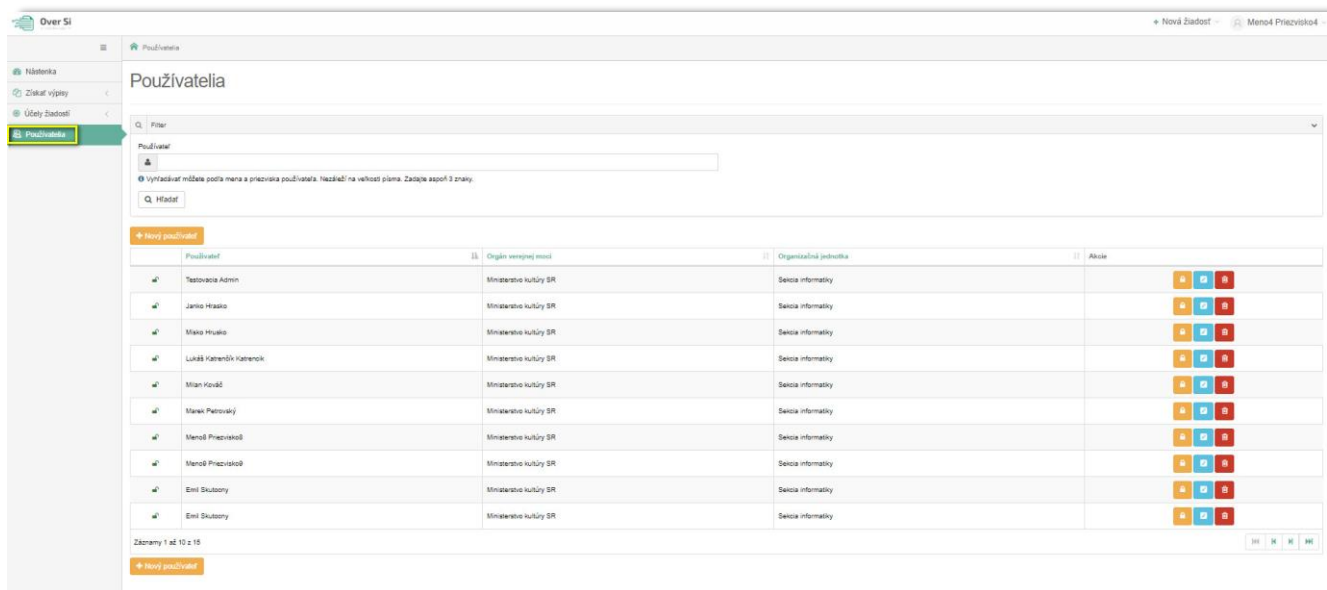 Over Si
+ Nová žiadosť
Meno4 Priezvisko4
Používatelia
Nástenka
Získať výpisy
Účely žiadostí
Používatelia
Používatelia
Filter
Používateľ
Vyhľadávať môžete podľa mena a priezviska používateľa. Nezáleží na veľkosti písma. Zadajte aspoň 3 znaky.
Hľadať
+ Nový používateľ
Používateľ Orgán verejnej moci Organizačná jednotka Akcie
Testovacia Admin Ministerstvo kultúry SR Sekcia informatiky
Janko Hrasko Ministerstvo kultúry SR Sekcia informatiky
Misko Hrusko Ministerstvo kultúry SR Sekcia informatiky
Lukáš Katrenčík Katrencik Ministerstvo kultúry SR Sekcia informatiky
Milan Kováč Ministerstvo kultúry SR Sekcia informatiky
Marek Petrovský Ministerstvo kultúry SR Sekcia informatiky
Meno8 Priezvisko8 Ministerstvo kultúry SR Sekcia informatiky
Meno9 Priezvisko9 Ministerstvo kultúry SR Sekcia informatiky
Emil Skutocny Ministerstvo kultúry SR Sekcia informatiky
Emil Skutocny Ministerstvo kultúry SR Sekcia informatiky
Záznamy 1 až 10 z 15
+ Nový používateľ